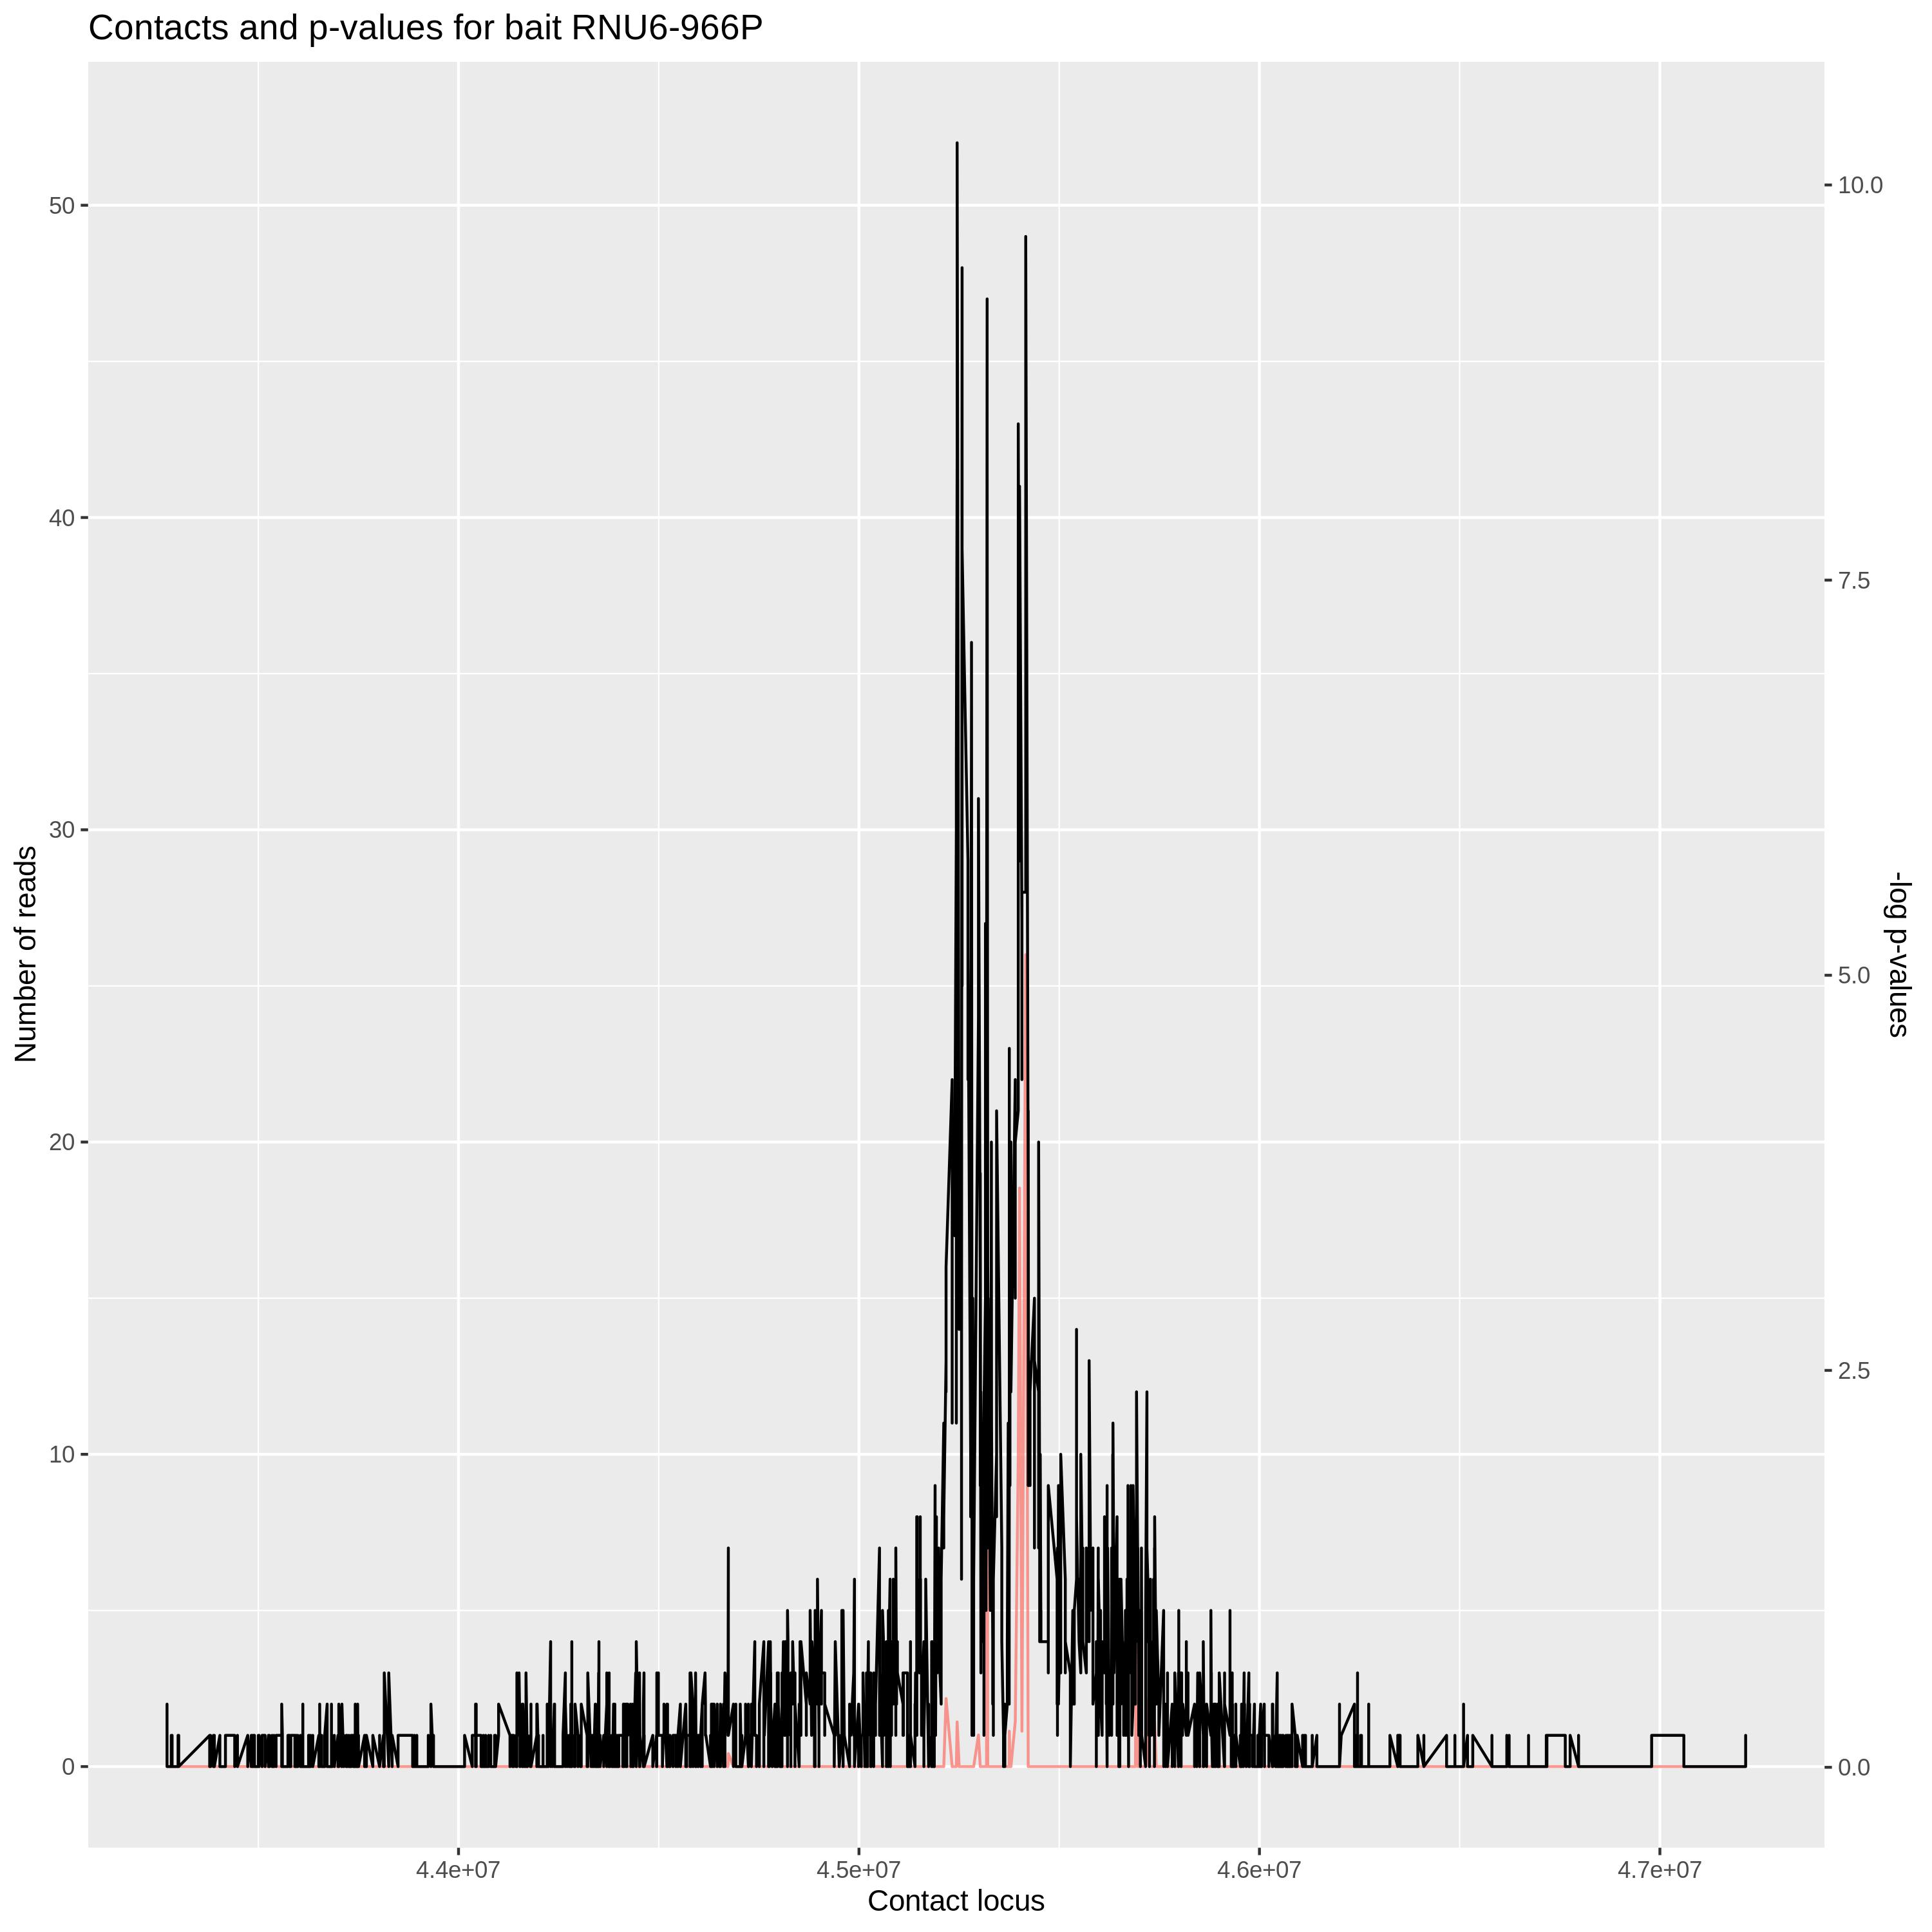 Contacts and p-values for bait RNU6-966P
Number of reads
50
40
30
20
10
0
10.0
7.5
5.0
2.5
0.0
-log p-values
4.4e+07
4.5e+07
4.6e+07
4.7e+07
Contact locus